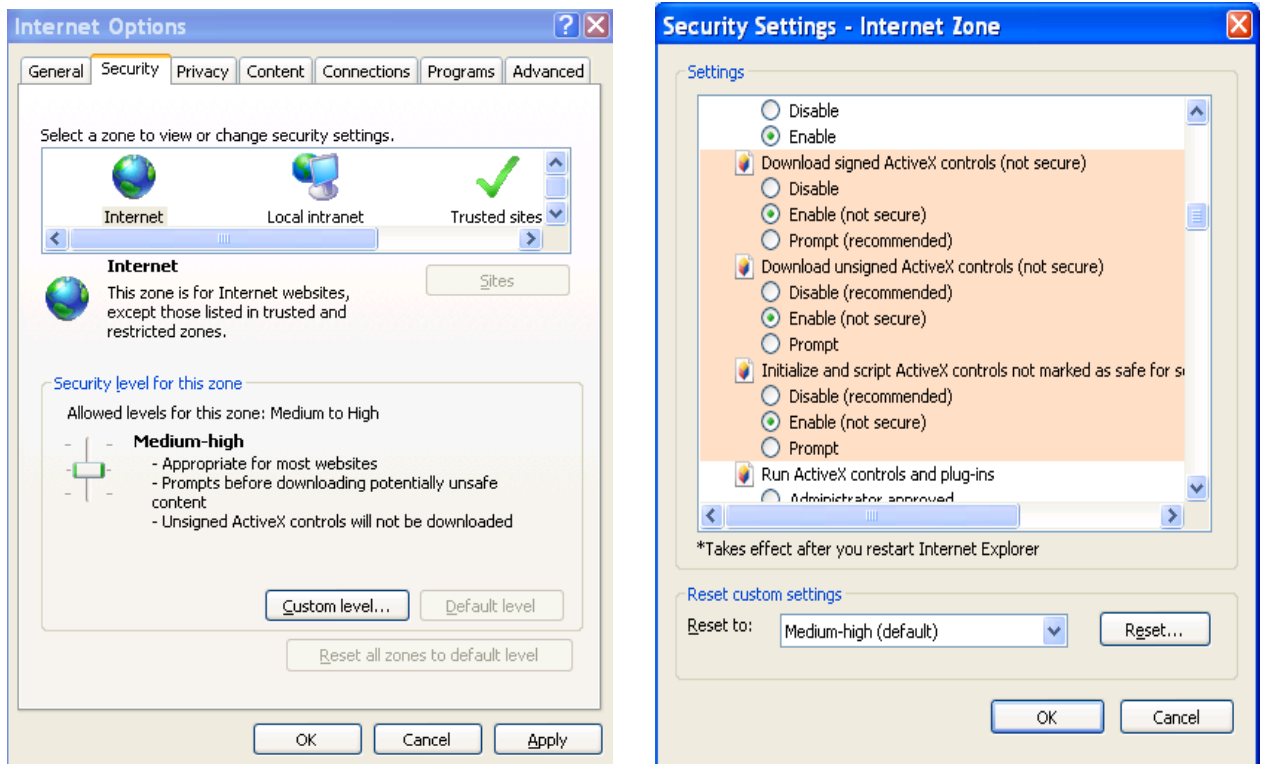 Internet Options
General Security Privacy Content Connections Programs Advanced
Select a zone to view or change security settings.
Internet Local intranet Trusted sites
Internet
This zone is for Internet websites,
except those listed in trusted and
restricted zones.
Sites
Security level for this zone
Allowed levels for this zone: Medium to High
Medium-high
- Appropriate for most websites
- Prompts before downloading potentially unsafe
content
- Unsigned ActiveX controls will not be downloaded
Custom level... Default level
Reset all zones to default level
OK Cancel Apply
Security Settings - Internet Zone
Settings
Disable
Enable
Download signed ActiveX controls (not secure)
Disable
Enable (not secure)
Prompt (recommended)
Download unsigned ActiveX controls (not secure)
Disable (recommended)
Enable (not secure)
Prompt
Initialize and script ActiveX controls not marked as safe for s
Disable (recommended)
Enable (not secure)
Prompt
Run ActiveX controls and plug-ins
Administrator approved
*Takes effect after you restart Internet Explorer
Reset custom settings
Reset to: Medium-high (default) Reset...
OK Cancel